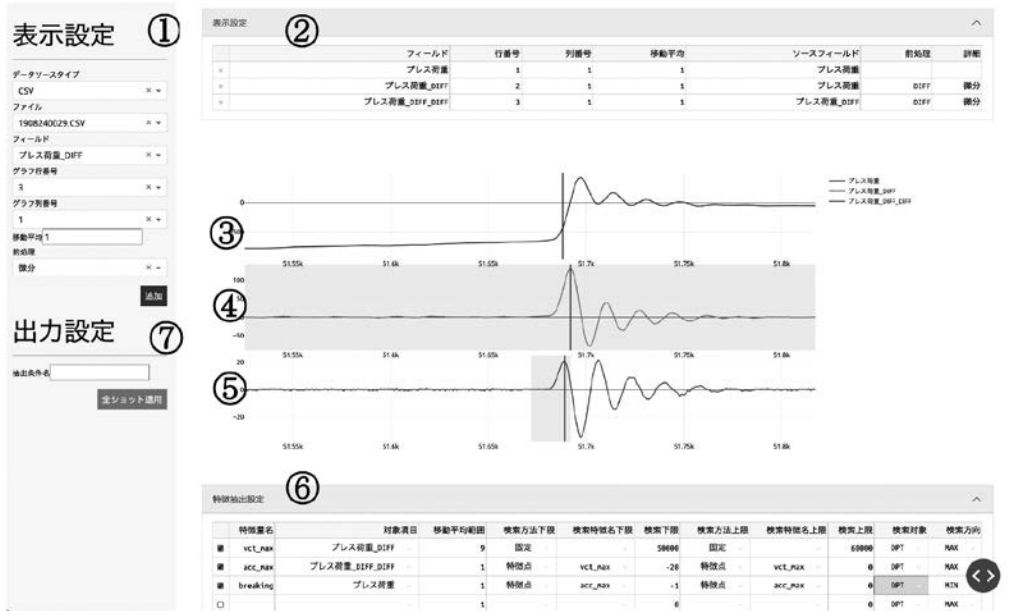 表示設定 ①
データソースタイプ
CSV
ファイル
1908240029.CSV
フィールド
プレス荷重_DIFF
グラフ行番号
3
グラフ列番号
1
移動平均 1
前処理
微分
追加
出力設定 ⑦
抽出条件名
全ショット適用
表示設定 ②
フィールド 行番号 列番号 移動平均 ソースフィールド 前処理 詳細
プレス荷重 1 1 1 プレス荷重
プレス荷重_DIFF 2 1 1 プレス荷重 DIFF 微分
プレス荷重_DIFF_DIFF 3 1 1 プレス荷重_DIFF DIFF 微分
プレス荷重
プレス荷重_DIFF
プレス荷重_DIFF_DIFF
0
③
51.55k 51.6k 51.65k 51.7k 51.75k 51.8k
100
④
-50
51.55k 51.6k 51.65k 51.7k 51.75k 51.8k
20
⑤
-20
51.55k 51.6k 51.65k 51.7k 51.75k 51.8k
特徴抽出設定 ⑥
特徴量名 対象項目 移動平均範囲 検索方法下限 検索特徴名下限 検索下限 検索方法上限 検索特徴名上限 検索上限 検索対象 検索方向
vct_max プレス荷重_DIFF 9 固定 50000 固定 60000 DPT MAX
acc_max プレス荷重_DIFF_DIFF 1 特徴点 vct_max -20 特徴点 vct_max 0 DPT MAX
breaking プレス荷重 1 特徴点 acc_max -1 特徴点 acc_max 0 DPT MIN
1 0 0 DPT MAX